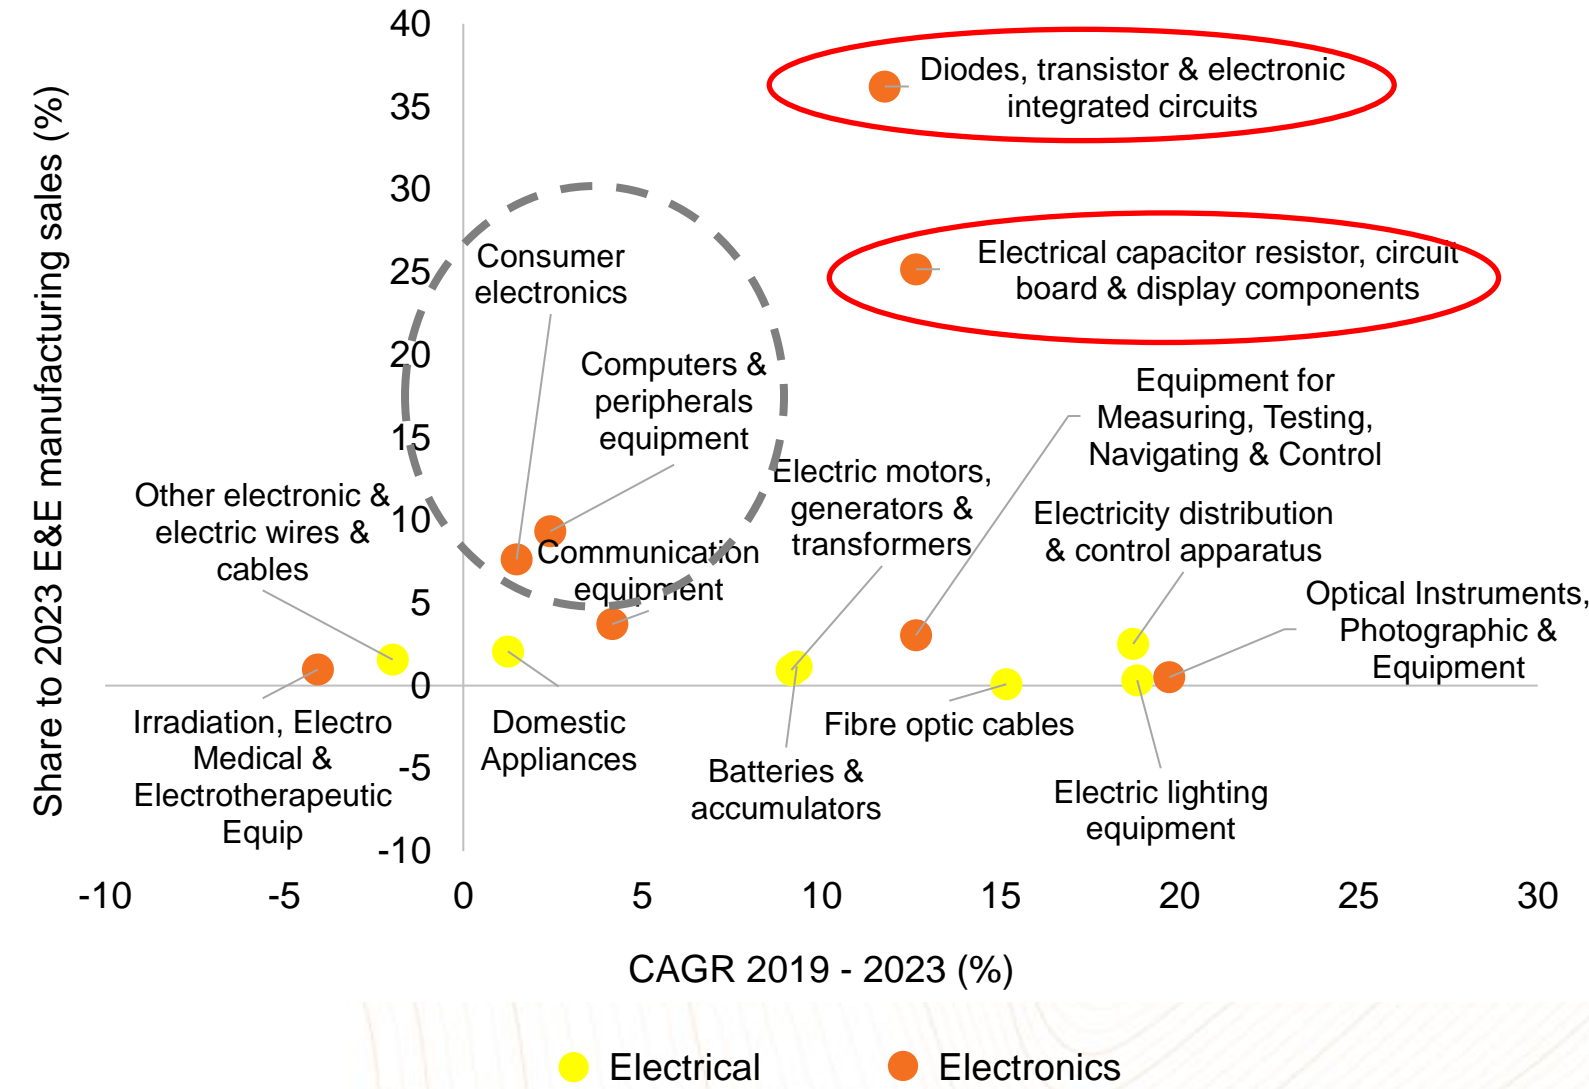 Share to 2023 E&E manufacturing sales (%)
40
35
30
25
20
15
10
5
0
-5
-10
Diodes, transistor & electronic
integrated circuits
Electrical capacitor resistor, circuit
board & display components
Consumer
electronics
Computers &
peripherals
equipment
Equipment for
Measuring, Testing,
Navigating & Control
Other electronic &
electric wires &
cables
Communication
equipment
Electric motors,
generators &
transformers
Electricity distribution
& control apparatus
Optical Instruments,
Photographic &
Equipment
Irradiation, Electro
Medical &
Electrotherapeutic
Equip
Domestic
Appliances
Batteries &
accumulators
Fibre optic cables
Electric lighting
equipment
-10
-5
0
5
10
15
20
25
30
CAGR 2019 - 2023 (%)
Electrical
Electronics